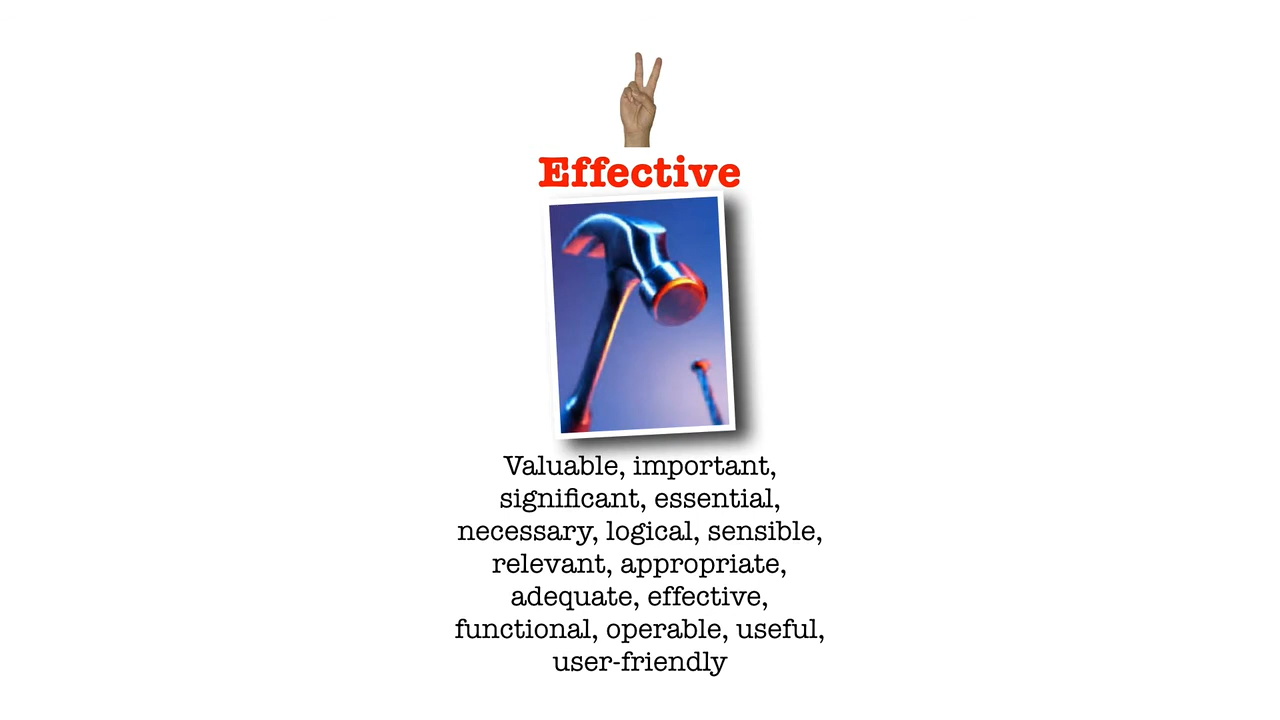 Effective
Valuable, important,
significant, essential,
necessary, logical, sensible,
relevant, appropriate,
adequate, effective,
functional, operable, useful,
user-friendly